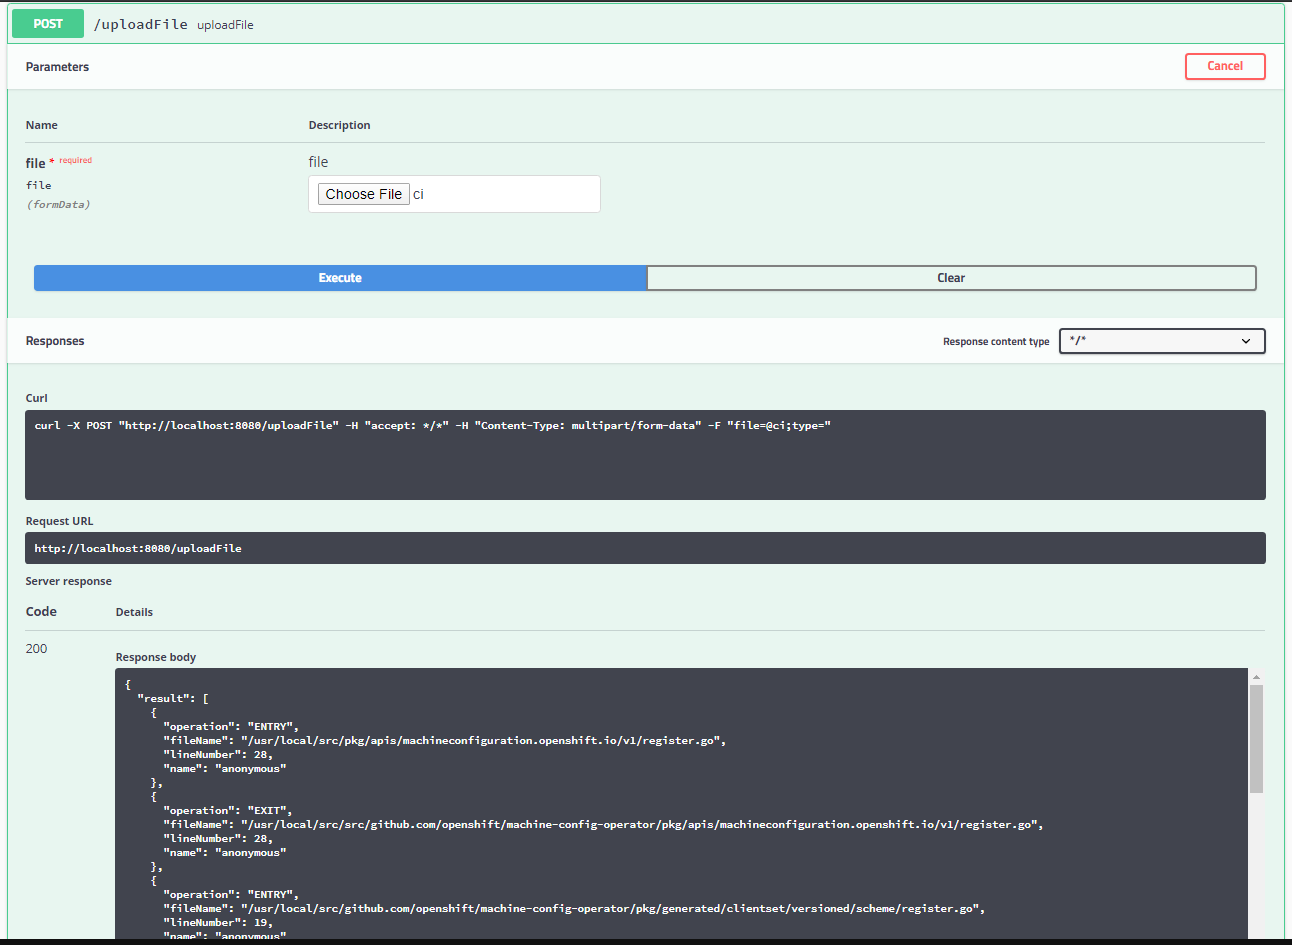 POST /uploadFile uploadFile
Parameters
Cancel
Name Description
file * required
file
file
(formData)
Choose File ci
Execute Clear
Responses
Response content type */*
Curl
curl -X POST "http://localhost:8080/uploadFile" -H "accept: */*" -H "Content-Type: multipart/form-data" -F "file=@ci;type="
Request URL
http://localhost:8080/uploadFile
Server response
Code Details
200
Response body
{
  "result": [
    {
      "operation": "ENTRY",
      "fileName": "/usr/local/src/pkg/apis/machineconfiguration.openshift.io/v1/register.go",
      "lineNumber": 28,
      "name": "anonymous"
    },
    {
      "operation": "EXIT",
      "fileName": "/usr/local/src/src/github.com/openshift/machine-config-operator/pkg/apis/machineconfiguration.openshift.io/v1/register.go",
      "lineNumber": 28,
      "name": "anonymous"
    },
    {
      "operation": "ENTRY",
      "fileName": "/usr/local/src/github.com/openshift/machine-config-operator/pkg/generated/clientset/versioned/scheme/register.go",
      "lineNumber": 19,
      "name": "anonymous"